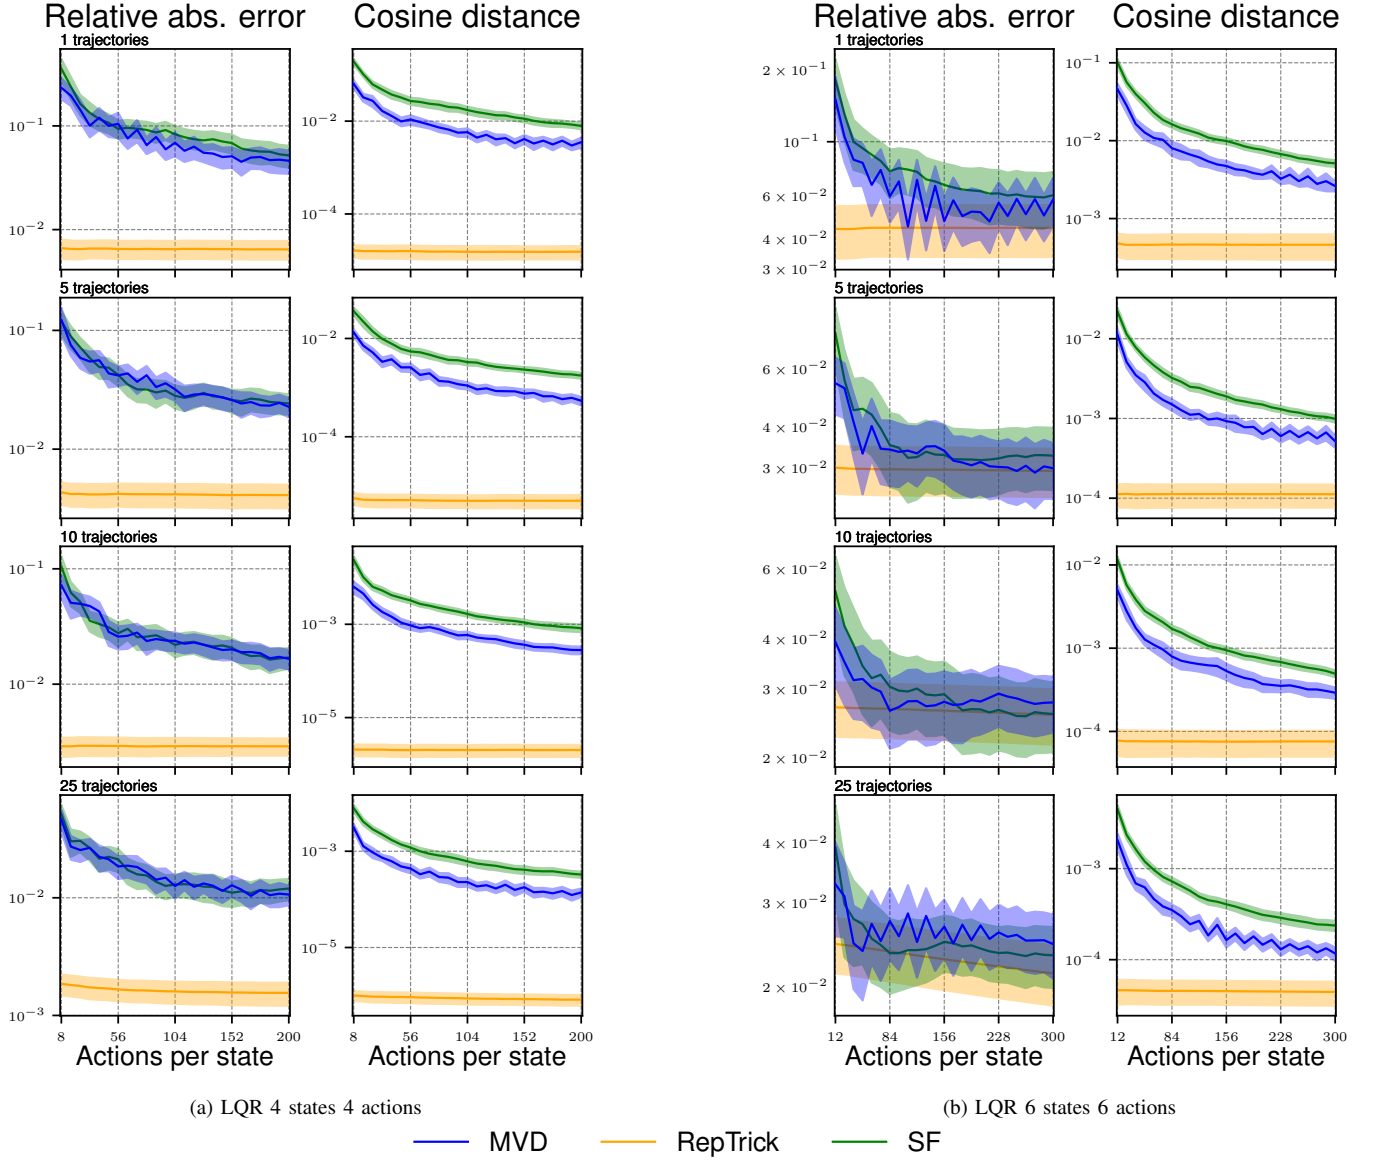 Relative abs. error Cosine distance Relative abs. error Cosine distance
1 trajectories 1 trajectories
10⁻¹ 10⁻²
10⁻² 10⁻⁴
2 × 10⁻¹ 10⁻¹ 6 × 10⁻² 4 × 10⁻² 3 × 10⁻²
10⁻¹ 10⁻² 10⁻³
5 trajectories 5 trajectories
10⁻¹ 10⁻²
10⁻² 10⁻⁴
6 × 10⁻² 4 × 10⁻² 3 × 10⁻²
10⁻² 10⁻³ 10⁻⁴
10 trajectories 10 trajectories
10⁻¹ 10⁻³
10⁻² 10⁻⁵
6 × 10⁻² 4 × 10⁻² 3 × 10⁻² 2 × 10⁻²
10⁻² 10⁻³ 10⁻⁴
25 trajectories 25 trajectories
10⁻² 10⁻³
10⁻³ 10⁻⁵
4 × 10⁻² 3 × 10⁻² 2 × 10⁻²
10⁻³ 10⁻⁴
8 56 104 152 200 8 56 104 152 200 12 84 156 228 300 12 84 156 228 300
Actions per state Actions per state Actions per state Actions per state
(a) LQR 4 states 4 actions (b) LQR 6 states 6 actions
MVD RepTrick SF